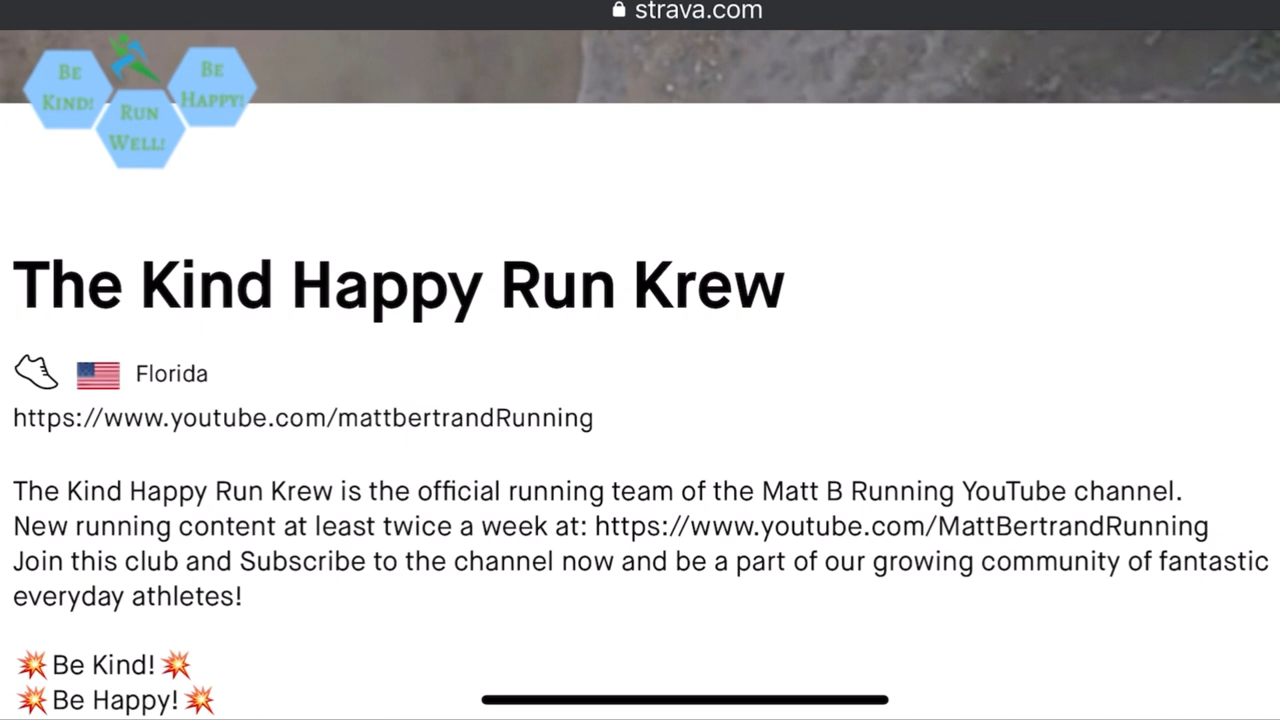 strava.com
BE
KIND!
BE
HAPPY!
RUN
WELL!
The Kind Happy Run Krew
Florida
https://www.youtube.com/mattbertrandRunning
The Kind Happy Run Krew is the official running team of the Matt B Running YouTube channel.
New running content at least twice a week at: https://www.youtube.com/MattBertrandRunning
Join this club and Subscribe to the channel now and be a part of our growing community of fantastic
everyday athletes!
💥Be Kind!💥
💥Be Happy!💥